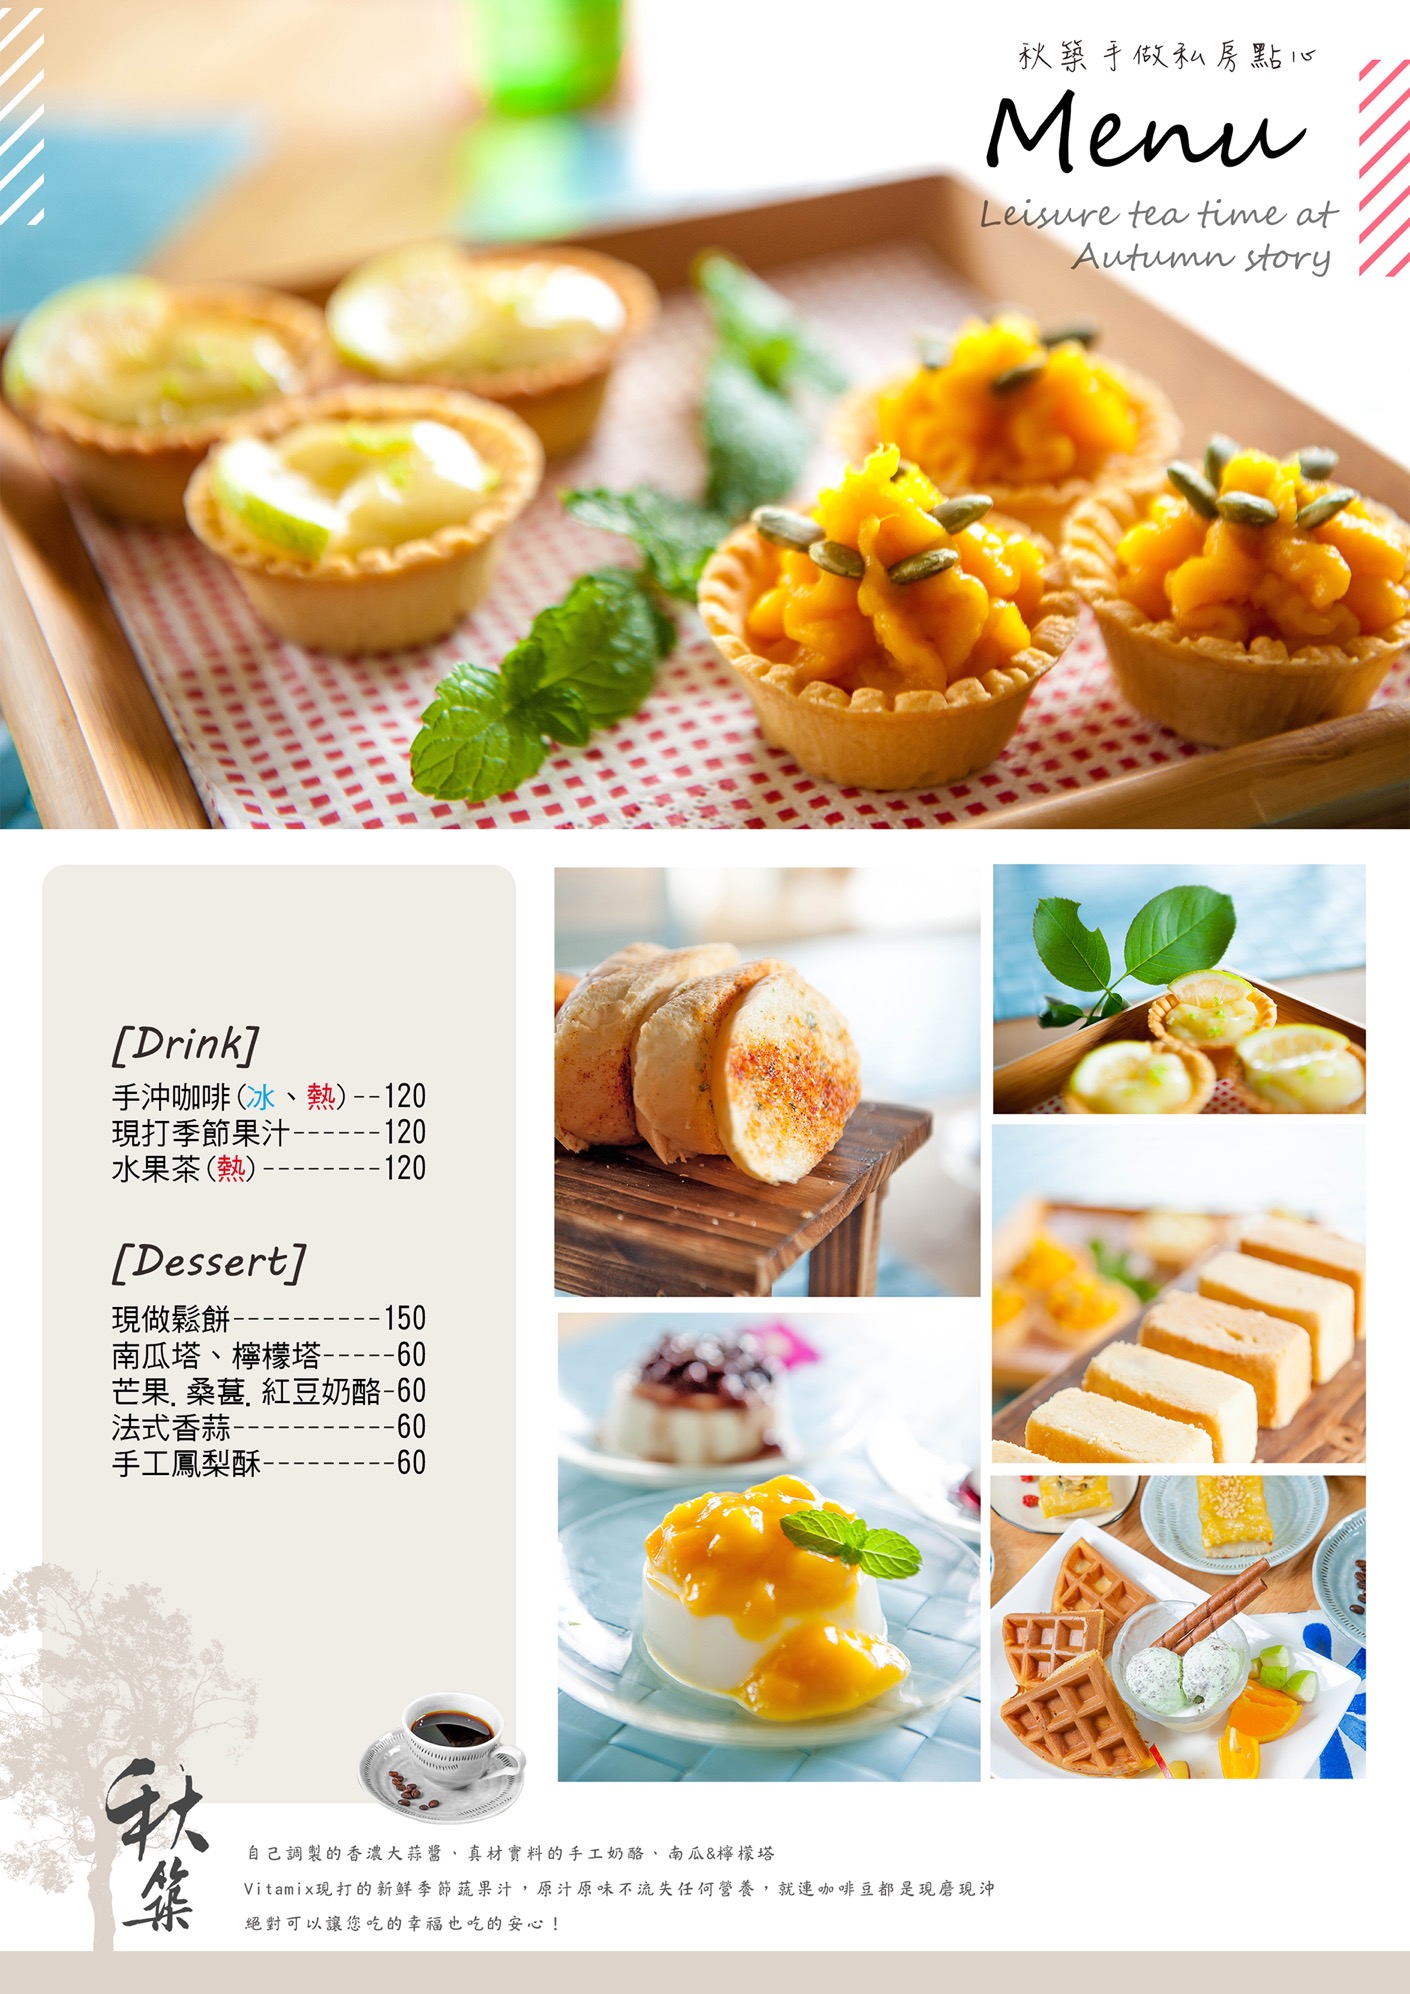 秋築手做私房點心
Menu
Leisure tea time at
Autumn story
[Drink]
手沖咖啡(冰、熱)--120
現打季節果汁------120
水果茶(熱)--------120
[Dessert]
現做鬆餅----------150
南瓜塔、檸檬塔-----60
芒果.桑葚.紅豆奶酪-60
法式香蒜-----------60
手工鳳梨酥---------60
秋築
自己調製的香濃大蒜醬、真材實料的手工奶酪、南瓜&檸檬塔
Vitamix現打的新鮮季節蔬果汁，原汁原味不流失任何營養，就連咖啡豆都是現磨現沖
絕對可以讓您吃的幸福也吃的安心！